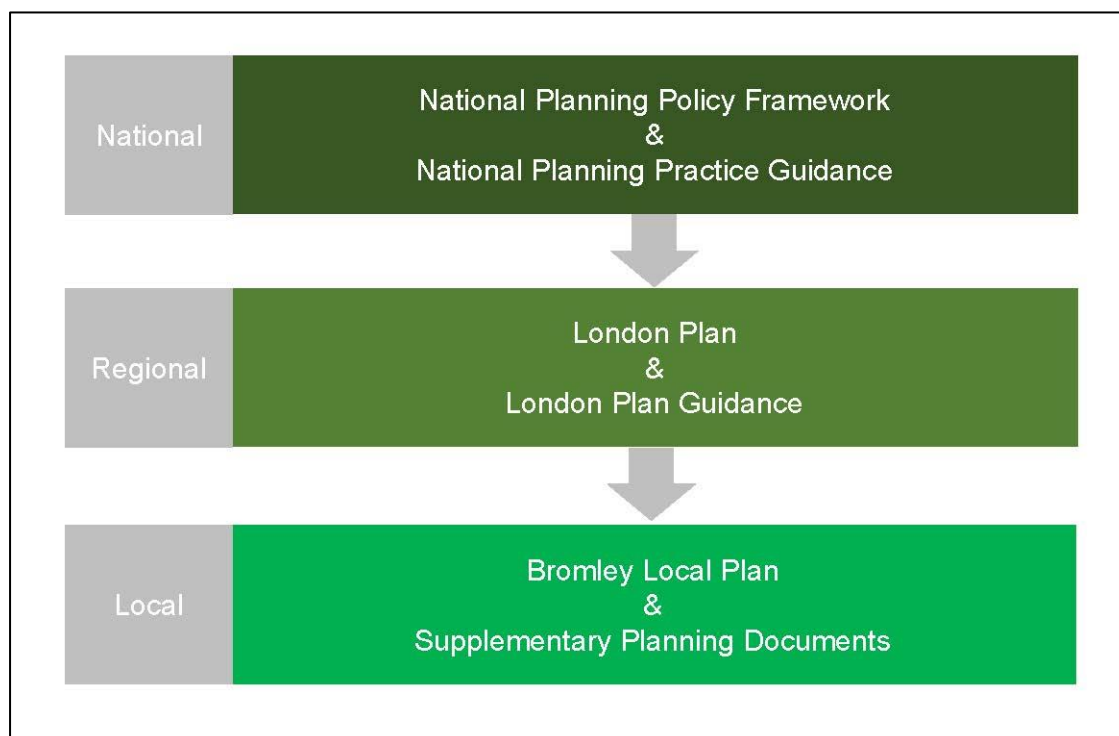 National
National Planning Policy Framework
&
National Planning Practice Guidance
Regional
London Plan
&
London Plan Guidance
Local
Bromley Local Plan
&
Supplementary Planning Documents